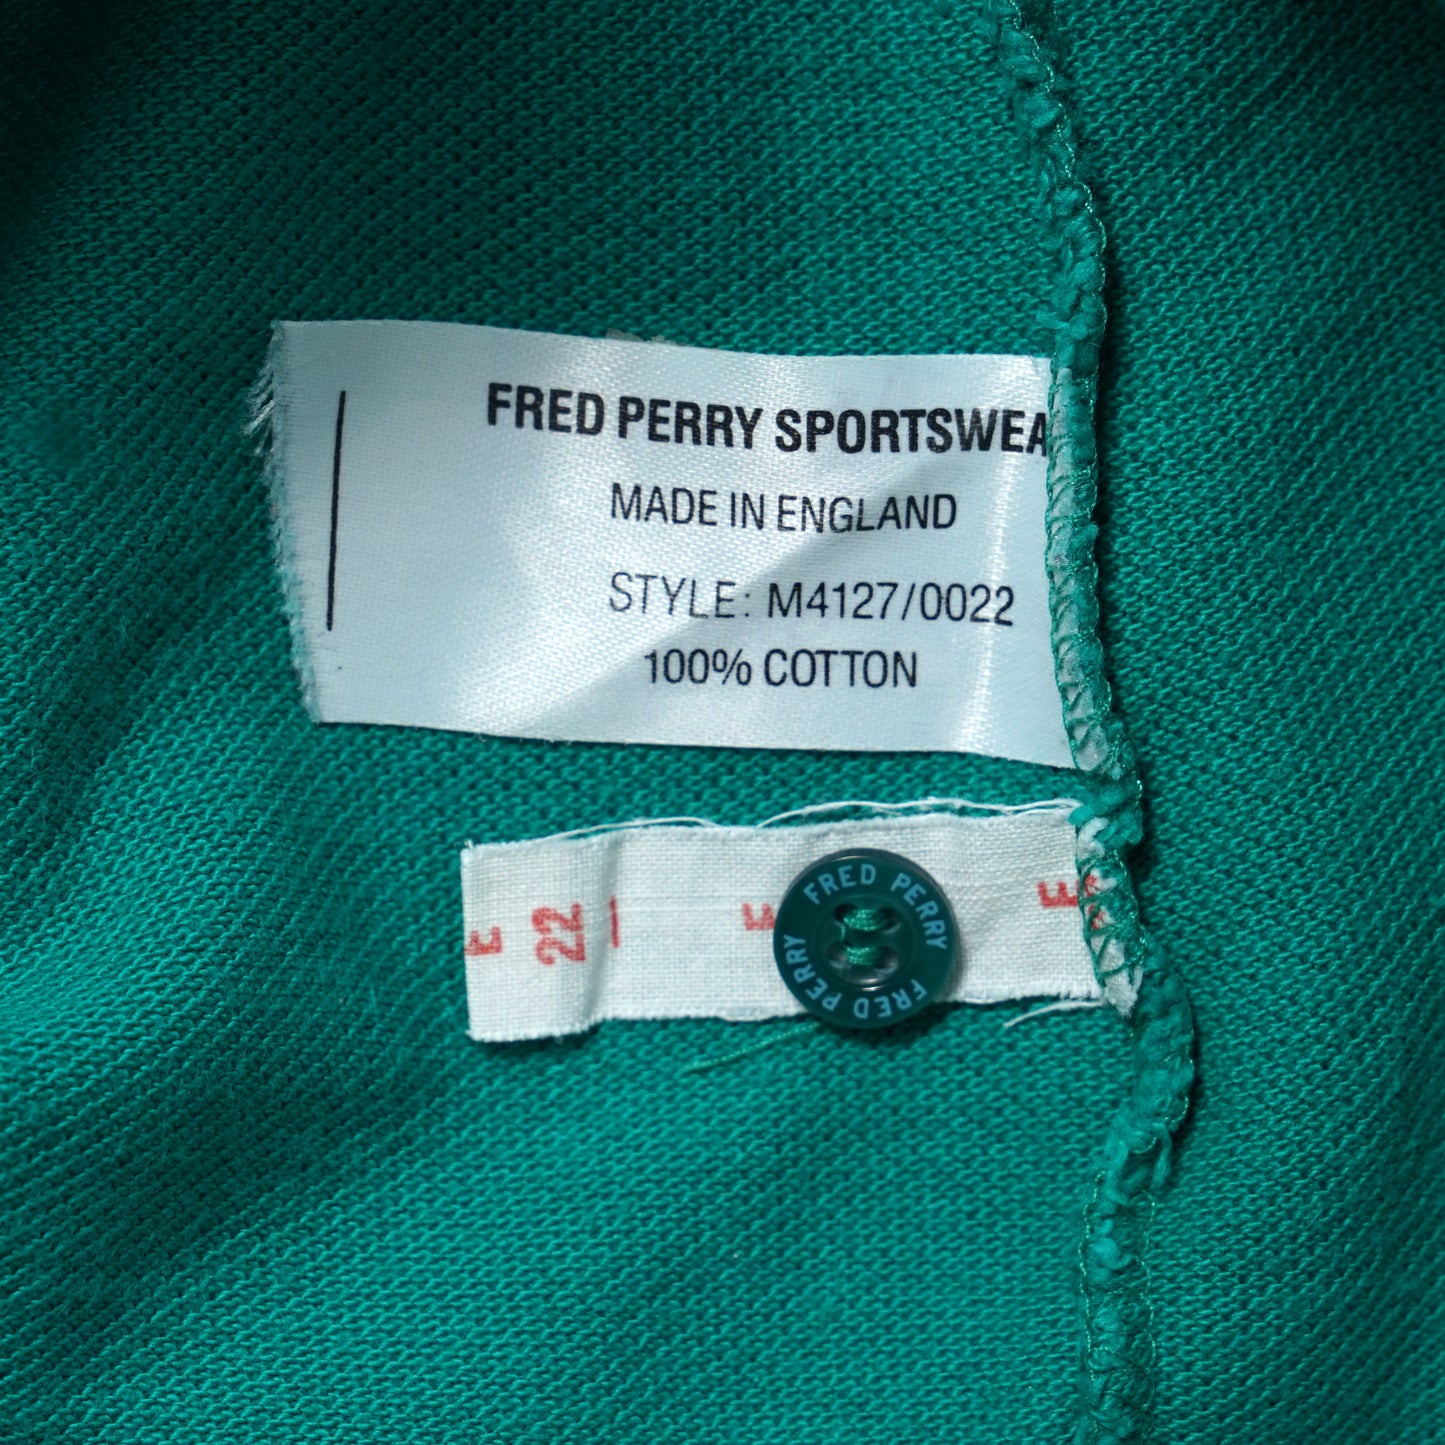 FRED PERRY SPORTSWEA
MADE IN ENGLAND
STYLE: M4127/0022
100% COTTON
E 22 E E
FRED PERRY
FRED PERRY